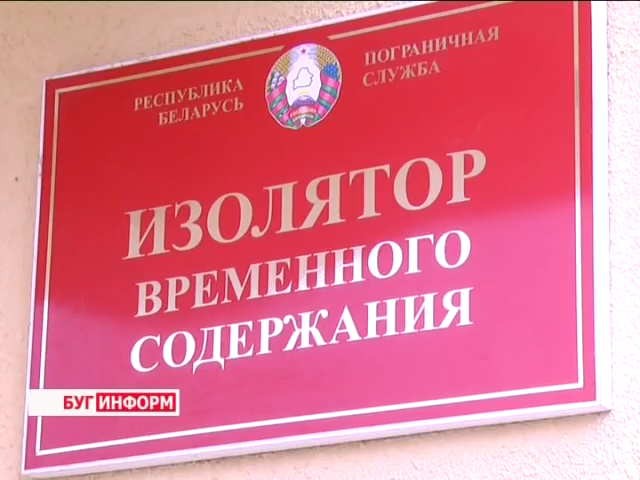 РЕСПУБЛИКА
БЕЛАРУСЬ
ПОГРАНИЧНАЯ
СЛУЖБА
ИЗОЛЯТОР
ВРЕМЕННОГО
СОДЕРЖАНИЯ
БУГИНФОРМ